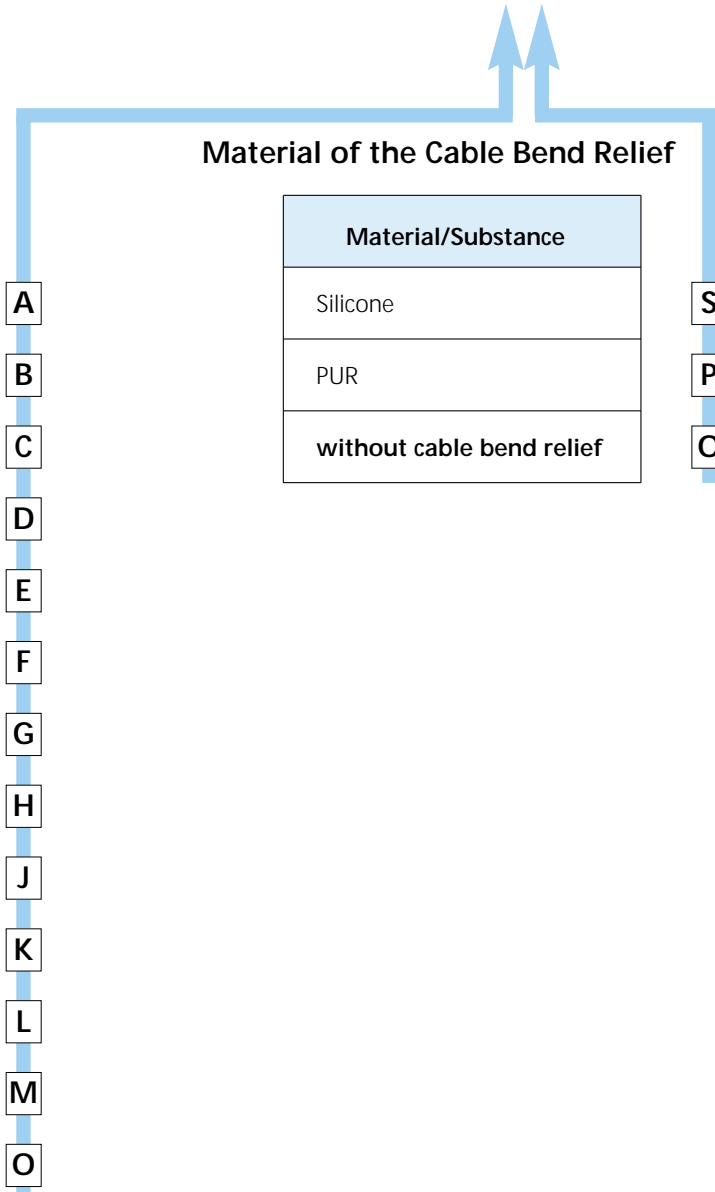 Material of the Cable Bend Relief
Material/Substance
A
Silicone
S
B
PUR
P
C
without cable bend relief
D
E
F
G
H
J
K
L
M
O